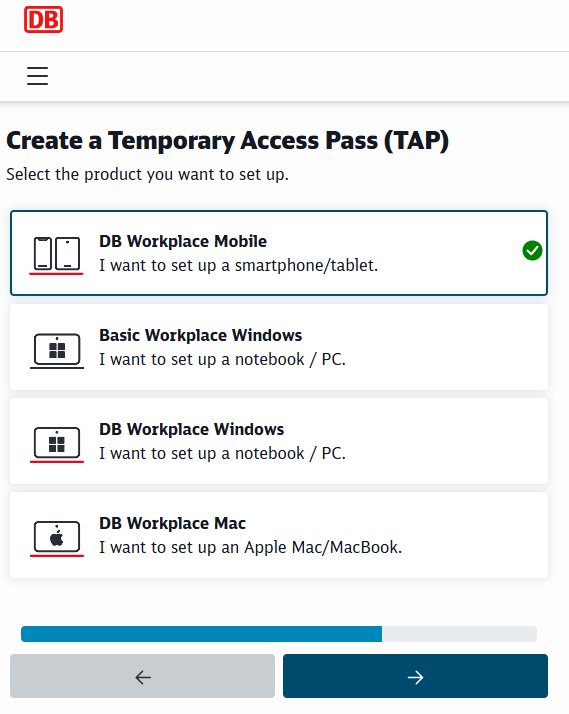 DB
Create a Temporary Access Pass (TAP)
Select the product you want to set up.
DB Workplace Mobile
I want to set up a smartphone/tablet.
Basic Workplace Windows
I want to set up a notebook / PC.
DB Workplace Windows
I want to set up a notebook / PC.
DB Workplace Mac
I want to set up an Apple Mac/MacBook.